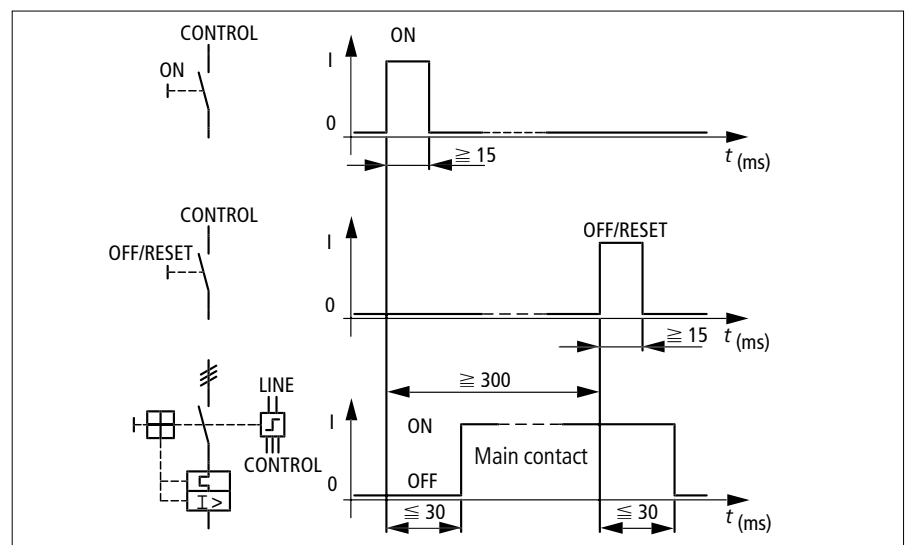 CONTROL
ON
I
0
ON
≧ 15
t (ms)
CONTROL
OFF/RESET
I
0
OFF/RESET
≧ 15
t (ms)
LINE
CONTROL
I >
≧ 300
I
0
ON
OFF
Main contact
≦ 30
≦ 30
t (ms)